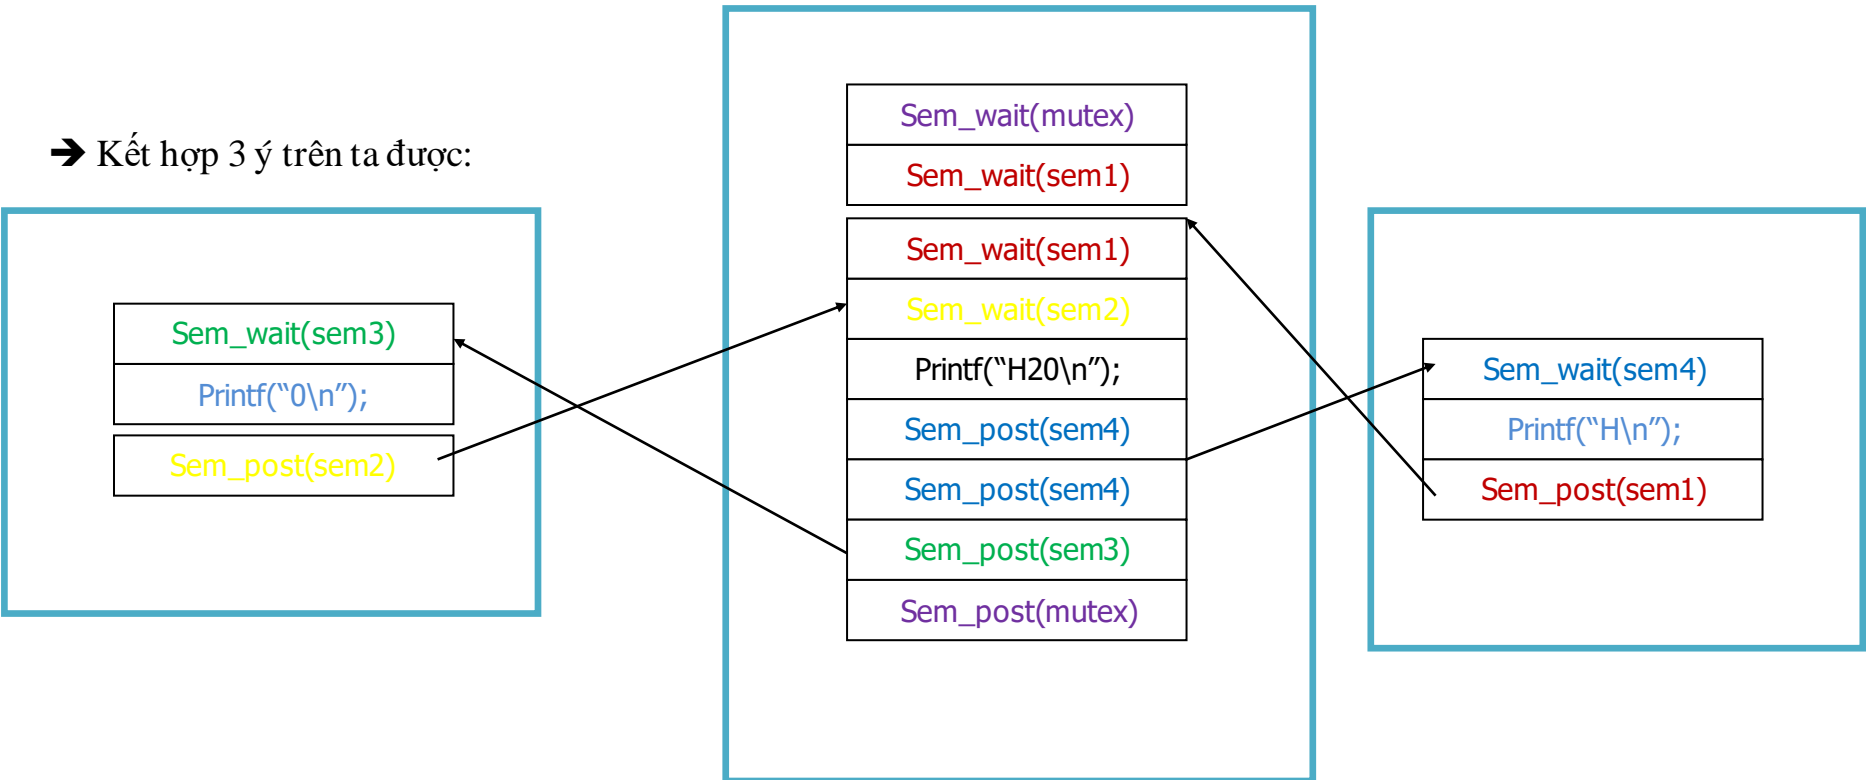 ➔ Kết hợp 3 ý trên ta được:
Sem_wait(sem3)
Printf("0\n");
Sem_post(sem2)
Sem_wait(mutex)
Sem_wait(sem1)
Sem_wait(sem1)
Sem_wait(sem2)
Printf("H20\n");
Sem_post(sem4)
Sem_post(sem4)
Sem_post(sem3)
Sem_post(mutex)
Sem_wait(sem4)
Printf("H\n");
Sem_post(sem1)